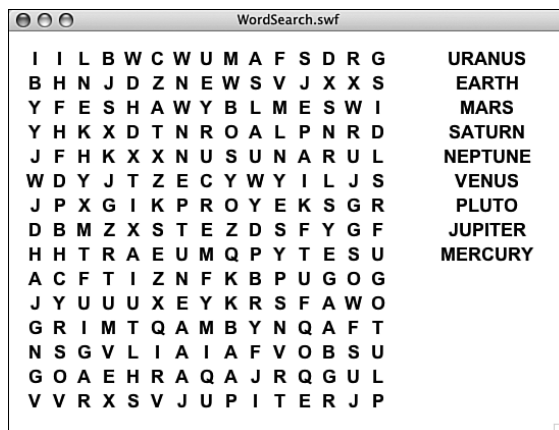 WordSearch.swf
I I L B W C W U M A F S D R G URANUS
B H N J D Z N E W S V J X X S EARTH
Y F E S H A W Y B L M E S W I MARS
Y H K X D T N R O A L P N R D SATURN
J F H K X X N U S U N A R U L NEPTUNE
W D Y J T Z E C Y W Y I L J S VENUS
J P X G I K P R O Y E K S G R PLUTO
D B M Z X S T E Z D S F Y G F JUPITER
H H T R A E U M Q P Y T E S U MERCURY
A C F T I Z N F K B P U G O G
J Y U U U X E Y K R S F A W O
G R I M T Q A M B Y N Q A F T
N S G V L I A I A F V O B S U
G O A E H R A Q A J R Q G U L
V V R X S V J U P I T E R J P